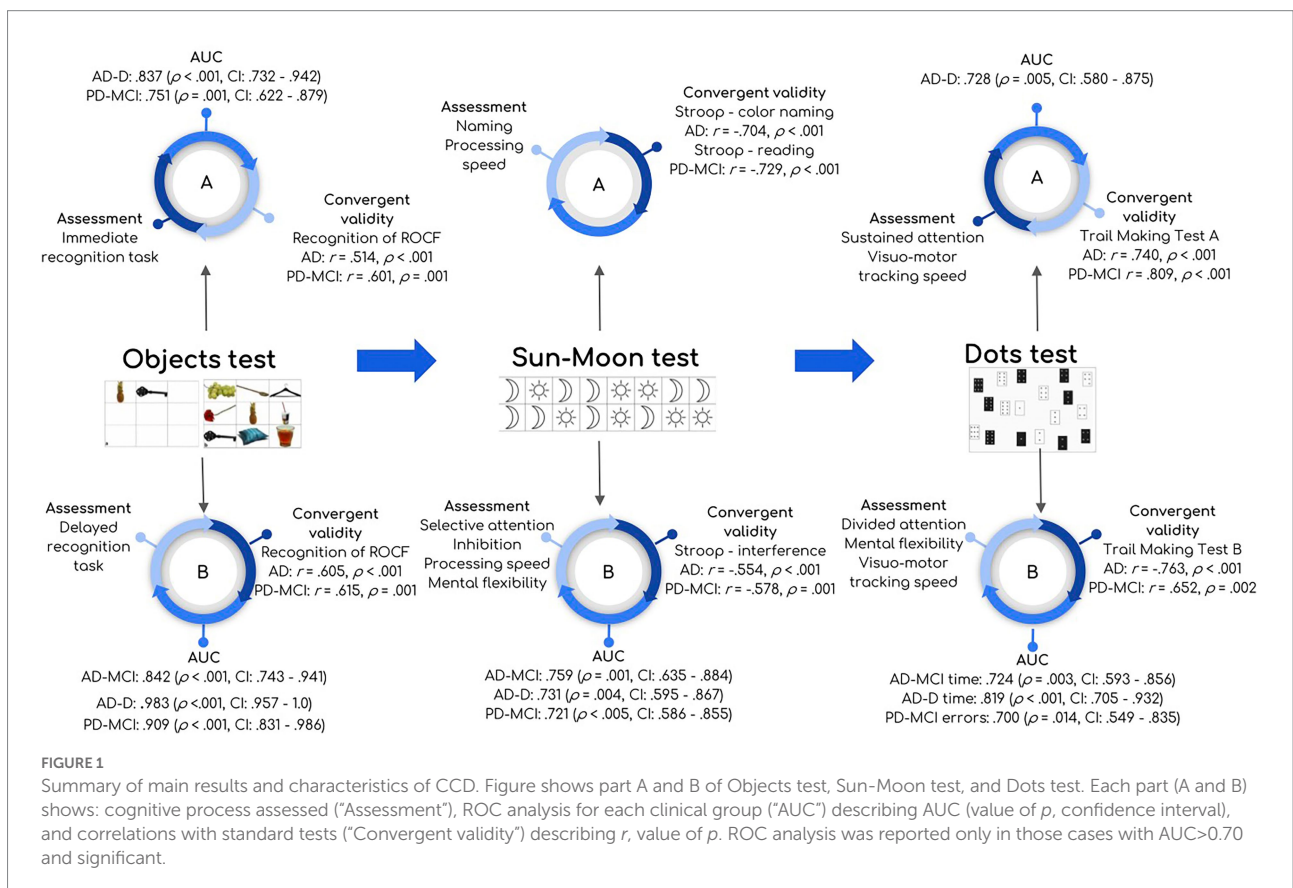 AUC
AD-D: .837 (ρ < .001, CI: .732 - .942)
PD-MCI: .751 (ρ = .001, CI: .622 - .879)
A
Assessment
Immediate
recognition task
Convergent
validity
Recognition of ROCF
AD: r = .514, ρ < .001
PD-MCI: r = .601, ρ = .001
Assessment
Naming
Processing
speed
A
Convergent validity
Stroop - color naming
AD: r = -.704, ρ < .001
Stroop - reading
PD-MCI: r = -.729, ρ < .001
AUC
AD-D: .728 (ρ = .005, CI: .580 - .875)
A
Assessment
Sustained attention
Visuo-motor
tracking speed
Convergent
validity
Trail Making Test A
AD: r = .740, ρ < .001
PD-MCI r = .809, ρ < .001
Objects test
Sun-Moon test
Dots test
Assessment
Delayed
recognition
task
B
Convergent
validity
Recognition of ROCF
AD: r = .605, ρ < .001
PD-MCI: r = .615, ρ = .001
AUC
AD-MCI: .842 (ρ < .001, CI: .743 - .941)
AD-D: .983 (ρ <.001, CI: .957 - 1.0)
PD-MCI: .909 (ρ < .001, CI: .831 - .986)
Assessment
Selective attention
Inhibition
Processing speed
Mental flexibility
B
Convergent
validity
Stroop - interference
AD: r = -.554, ρ < .001
PD-MCI: r = -.578, ρ = .001
AUC
AD-MCI: .759 (ρ = .001, CI: .635 - .884)
AD-D: .731 (ρ = .004, CI: .595 - .867)
PD-MCI: .721 (ρ < .005, CI: .586 - .855)
Assessment
Divided attention
Mental flexibility
Visuo-motor
tracking speed
B
Convergent
validity
Trail Making Test B
AD: r = -.763, ρ < .001
PD-MCI: r = .652, ρ = .002
AUC
AD-MCI time: .724 (ρ = .003, CI: .593 - .856)
AD-D time: .819 (ρ < .001, CI: .705 - .932)
PD-MCI errors: .700 (ρ = .014, CI: .549 - .835)
FIGURE 1
Summary of main results and characteristics of CCD. Figure shows part A and B of Objects test, Sun-Moon test, and Dots test. Each part (A and B)
shows: cognitive process assessed (“Assessment”), ROC analysis for each clinical group (“AUC”) describing AUC (value of p, confidence interval),
and correlations with standard tests (“Convergent validity”) describing r, value of p. ROC analysis was reported only in those cases with AUC>0.70
and significant.